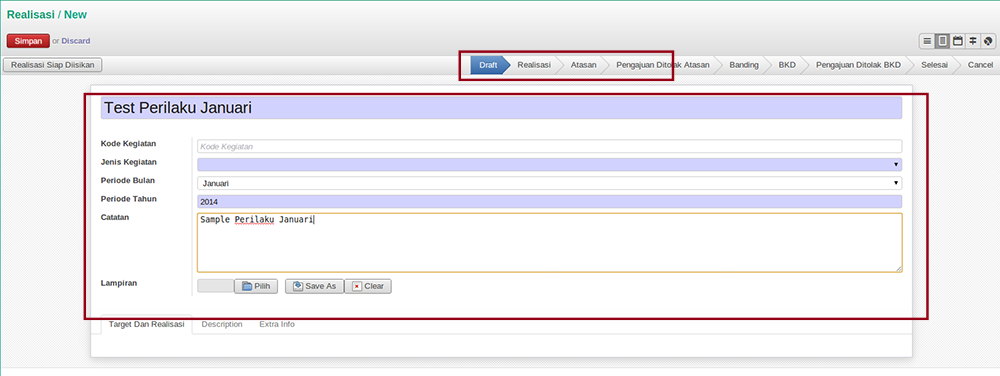 Realisasi / New
Simpan or Discard
Realisasi Siap Diisikan
Draft Realisasi Atasan Pengajuan Ditolak Atasan Banding BKD Pengajuan Ditolak BKD Selesai Cancel
Test Perilaku Januari
Kode Kegiatan Kode Kegiatan
Jenis Kegiatan
Periode Bulan Januari
Periode Tahun 2014
Catatan Sample Perilaku Januari
Lampiran Pilih Save As Clear
Target Dan Realisasi Description Extra Info